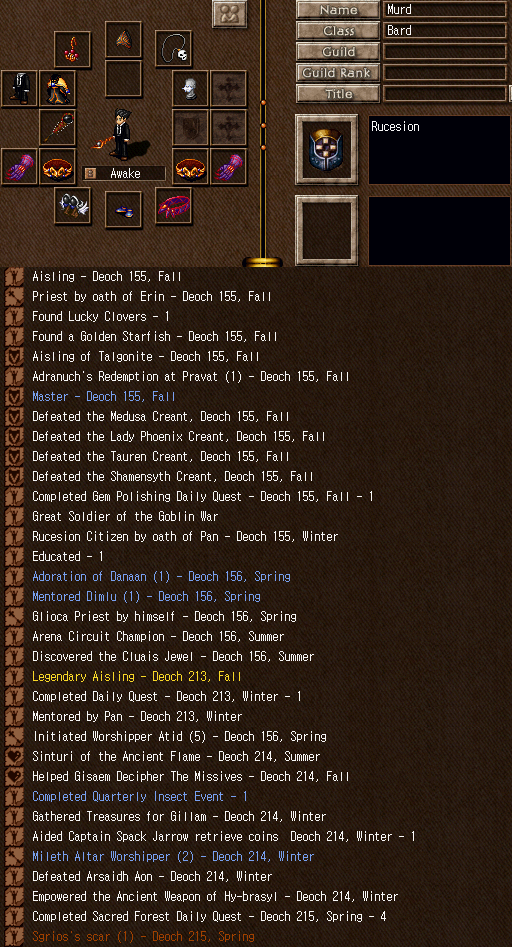 Name Murd
Class Bard
Guild
Guild Rank
Title
Rucesion
Awake
Aisling - Deoch 155, Fall
Priest by oath of Erin - Deoch 155, Fall
Found Lucky Clovers - 1
Found a Golden Starfish - Deoch 155, Fall
Aisling of Talgonite - Deoch 155, Fall
Adranuch's Redemption at Pravat (1) - Deoch 155, Fall
Master - Deoch 155, Fall
Defeated the Medusa Creant, Deoch 155, Fall
Defeated the Lady Phoenix Creant, Deoch 155, Fall
Defeated the Tauren Creant, Deoch 155, Fall
Defeated the Shamensyth Creant, Deoch 155, Fall
Completed Gem Polishing Daily Quest - Deoch 155, Fall - 1
Great Soldier of the Goblin War
Rucesion Citizen by oath of Pan - Deoch 155, Winter
Educated - 1
Adoration of Danaan (1) - Deoch 156, Spring
Mentored Dimlu (1) - Deoch 156, Spring
Glioca Priest by himself - Deoch 156, Spring
Arena Circuit Champion - Deoch 156, Summer
Discovered the Cluais Jewel - Deoch 156, Summer
Legendary Aisling - Deoch 213, Fall
Completed Daily Quest - Deoch 213, Winter - 1
Mentored by Pan - Deoch 213, Winter
Initiated Worshipper Atid (5) - Deoch 156, Spring
Sinturi of the Ancient Flame - Deoch 214, Summer
Helped Gisaem Decipher The Missives - Deoch 214, Fall
Completed Quarterly Insect Event - 1
Gathered Treasures for Gillam - Deoch 214, Winter
Aided Captain Spack Jarrow retrieve coins  Deoch 214, Winter - 1
Mileth Altar Worshipper (2) - Deoch 214, Winter
Defeated Arsaidh Aon - Deoch 214, Winter
Empowered the Ancient Weapon of Hy-brasyl - Deoch 214, Winter
Completed Sacred Forest Daily Quest - Deoch 215, Spring - 4
Sgrios's scar (1) - Deoch 215, Spring